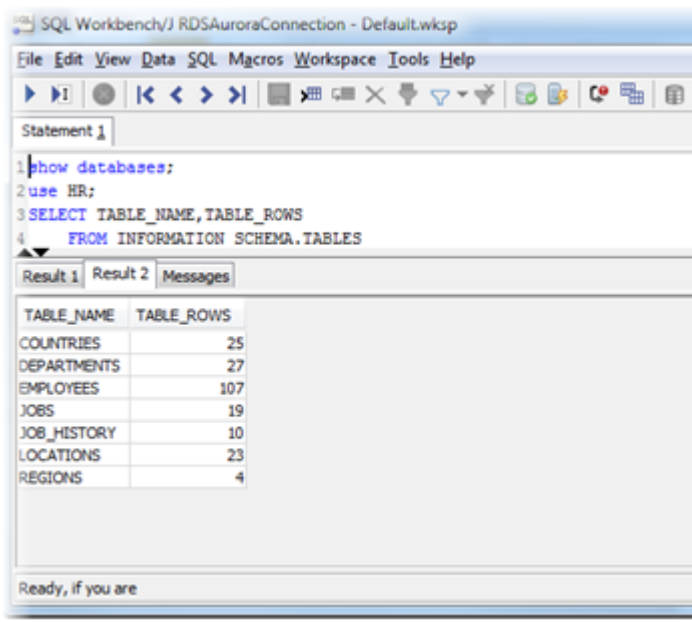 SQL Workbench/J RDSAuroraConnection - Default.wksp
File Edit View Data SQL Macros Workspace Tools Help
Statement 1
1 show databases;
2 use HR;
3 SELECT TABLE_NAME,TABLE_ROWS
4 FROM INFORMATION SCHEMA.TABLES
Result 1 Result 2 Messages
TABLE_NAME TABLE_ROWS
COUNTRIES 25
DEPARTMENTS 27
EMPLOYEES 107
JOBS 19
JOB_HISTORY 10
LOCATIONS 23
REGIONS 4
Ready, if you are